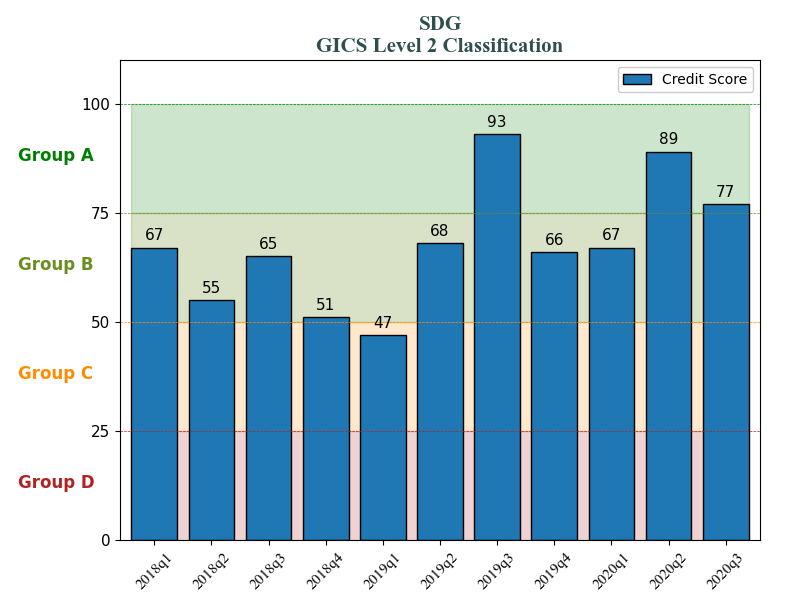 SDG
GICS Level 2 Classification
Credit Score
100
75
50
25
0
Group A
Group B
Group C
Group D
67
55
65
51
47
68
93
66
67
89
77
2018q1
2018q2
2018q3
2018q4
2019q1
2019q2
2019q3
2019q4
2020q1
2020q2
2020q3